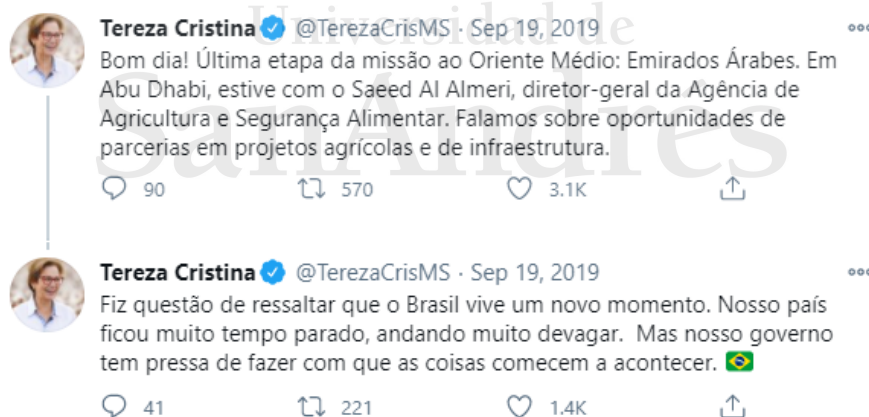 Universidad de
SanAndrés
Tereza Cristina @TerezaCrisMS · Sep 19, 2019
Bom dia! Última etapa da missão ao Oriente Médio: Emirados Árabes. Em
Abu Dhabi, estive com o Saeed Al Almeri, diretor-geral da Agência de
Agricultura e Segurança Alimentar. Falamos sobre oportunidades de
parcerias em projetos agrícolas e de infraestrutura.
90 570 3.1K
Tereza Cristina @TerezaCrisMS · Sep 19, 2019
Fiz questão de ressaltar que o Brasil vive um novo momento. Nosso país
ficou muito tempo parado, andando muito devagar. Mas nosso governo
tem pressa de fazer com que as coisas comecem a acontecer. 🇧🇷
41 221 1.4K